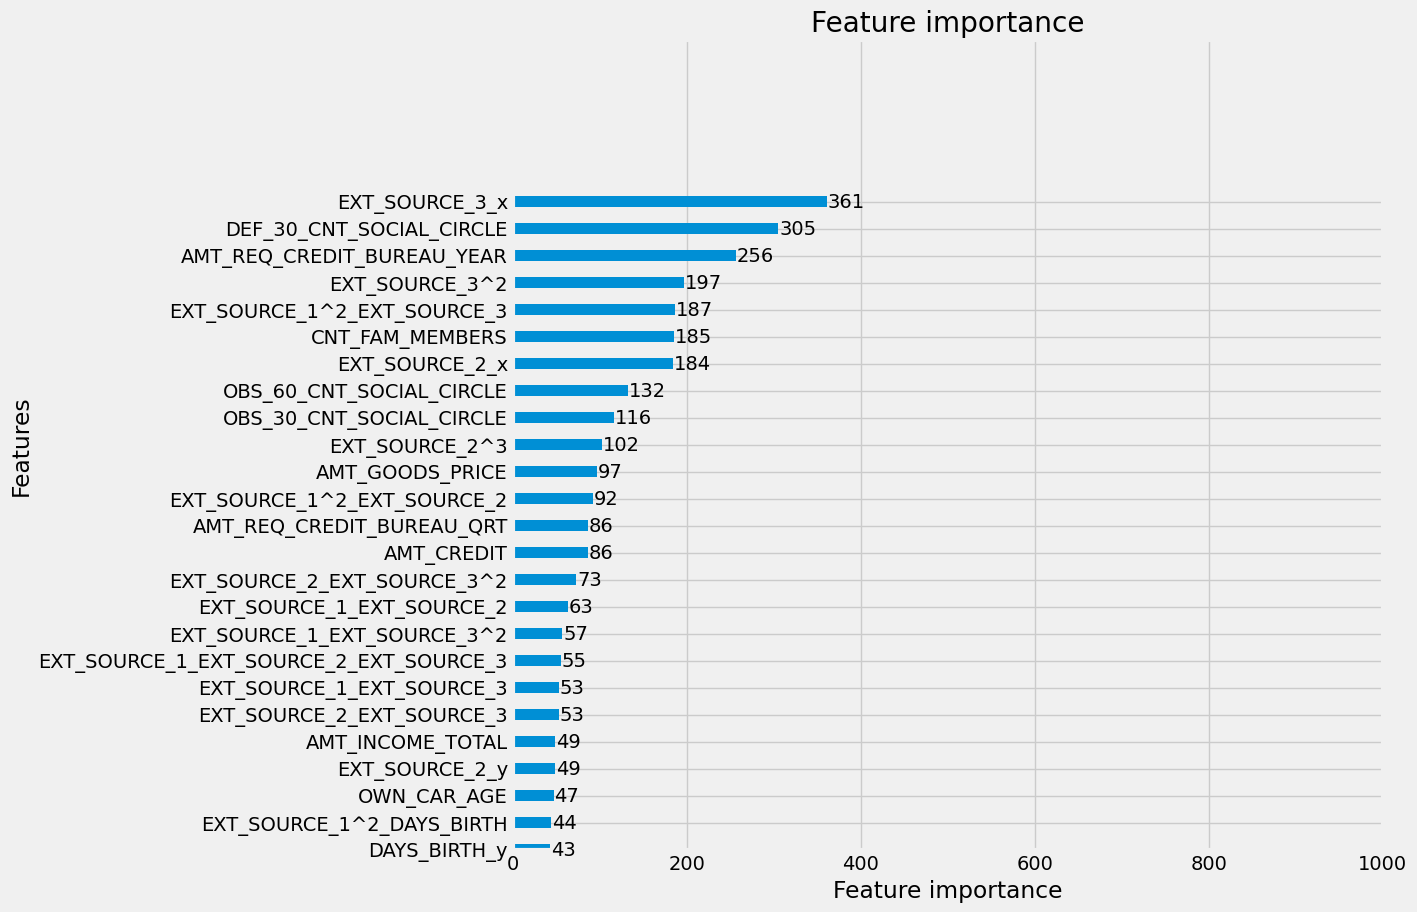 Feature importance
EXT_SOURCE_3_x 361
DEF_30_CNT_SOCIAL_CIRCLE 305
AMT_REQ_CREDIT_BUREAU_YEAR 256
EXT_SOURCE_3^2 197
EXT_SOURCE_1^2_EXT_SOURCE_3 187
CNT_FAM_MEMBERS 185
EXT_SOURCE_2_x 184
OBS_60_CNT_SOCIAL_CIRCLE 132
OBS_30_CNT_SOCIAL_CIRCLE 116
EXT_SOURCE_2^3 102
AMT_GOODS_PRICE 97
EXT_SOURCE_1^2_EXT_SOURCE_2 92
AMT_REQ_CREDIT_BUREAU_QRT 86
AMT_CREDIT 86
EXT_SOURCE_2_EXT_SOURCE_3^2 73
EXT_SOURCE_1_EXT_SOURCE_2 63
EXT_SOURCE_1_EXT_SOURCE_3^2 57
EXT_SOURCE_1_EXT_SOURCE_2_EXT_SOURCE_3 55
EXT_SOURCE_1_EXT_SOURCE_3 53
EXT_SOURCE_2_EXT_SOURCE_3 53
AMT_INCOME_TOTAL 49
EXT_SOURCE_2_y 49
OWN_CAR_AGE 47
EXT_SOURCE_1^2_DAYS_BIRTH 44
DAYS_BIRTH_y 43
0 200 400 600 800 1000
Feature importance
Features